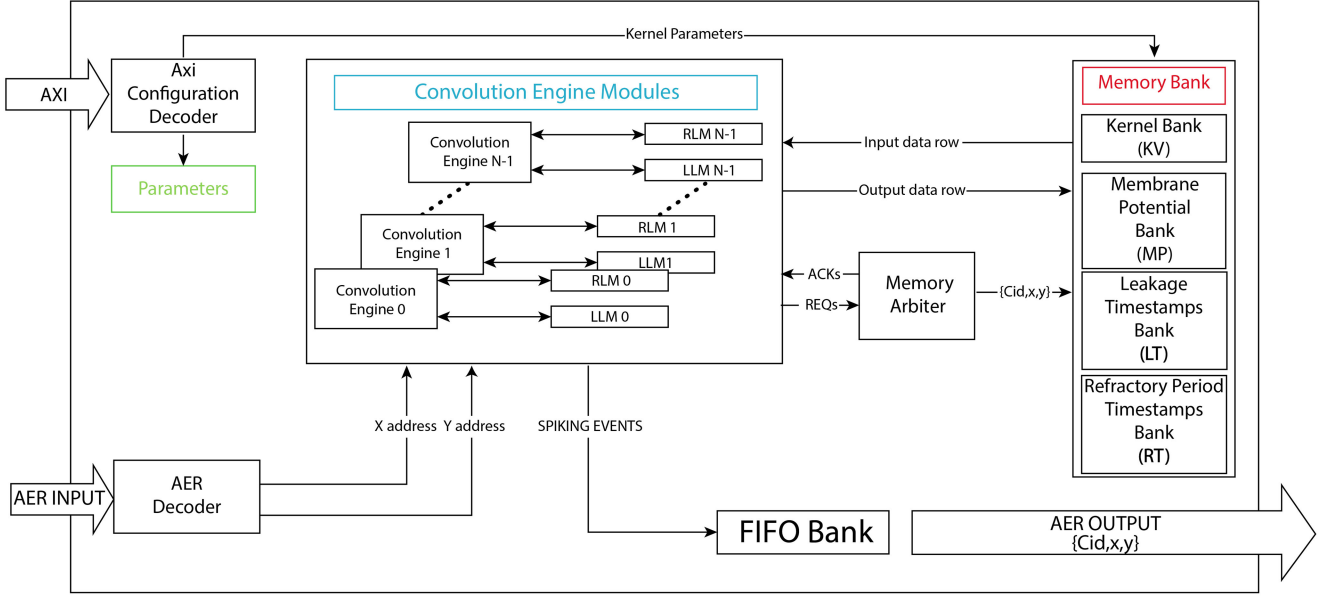 Kernel Parameters
AXI
Axi
Configuration
Decoder
Parameters
Convolution Engine Modules
Convolution
Engine N-1
RLM N-1
LLM N-1
Convolution
Engine 1
RLM 1
LLM1
Convolution
Engine 0
RLM 0
LLM 0
Input data row
Output data row
ACKs
REQs
Memory
Arbiter
{Cid,x,y}
Memory Bank
Kernel Bank
(KV)
Membrane
Potential
Bank
(MP)
Leakage
Timestamps
Bank
(LT)
Refractory Period
Timestamps
Bank
(RT)
X address
Y address
SPIKING EVENTS
AER INPUT
AER
Decoder
FIFO Bank
AER OUTPUT
{Cid,x,y}